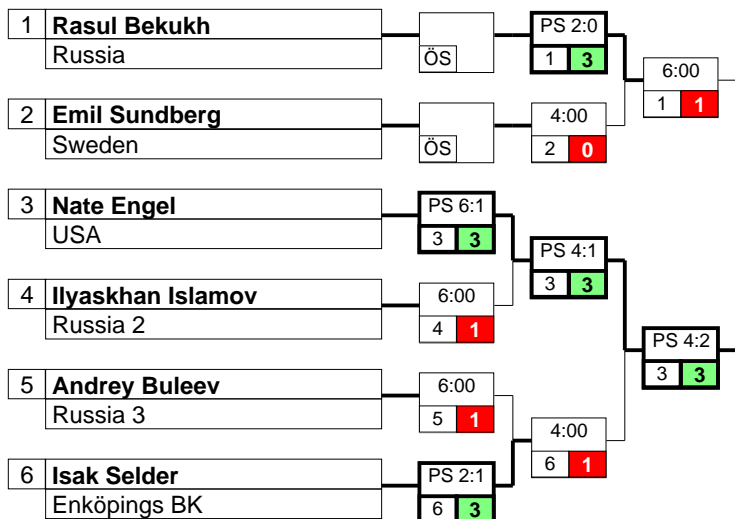 1 Rasul Bekukh
Russia
ÖS
PS 2:0
1 3
6:00
1 1
2 Emil Sundberg
Sweden
ÖS
4:00
2 0
3 Nate Engel
USA
PS 6:1
3 3
PS 4:1
3 3
4 Ilyaskhan Islamov
Russia 2
6:00
4 1
PS 4:2
3 3
5 Andrey Buleev
Russia 3
6:00
5 1
4:00
6 1
6 Isak Selder
Enköpings BK
PS 2:1
6 3